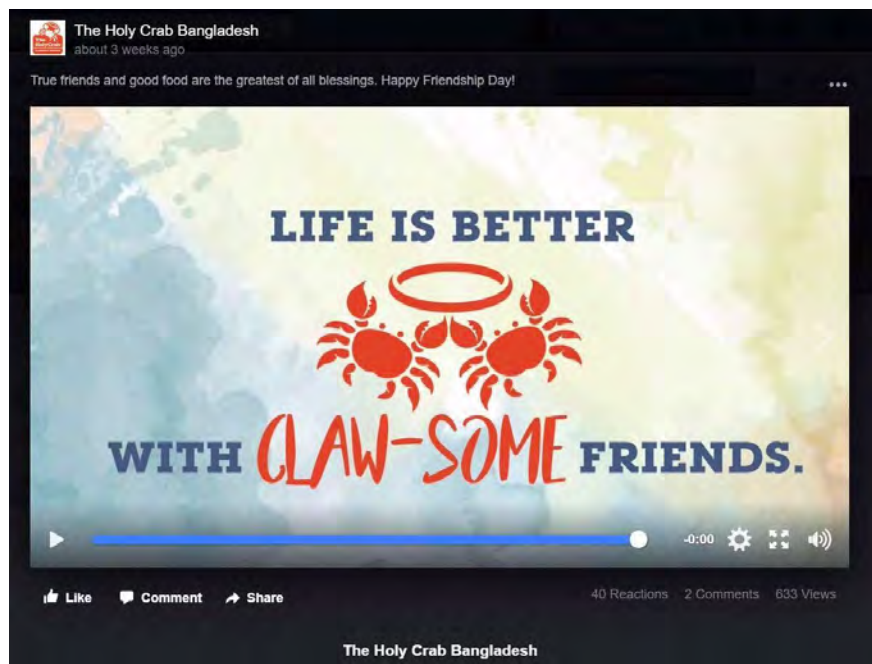 The Holy Crab Bangladesh
about 3 weeks ago
True friends and good food are the greatest of all blessings. Happy Friendship Day!
LIFE IS BETTER
WITH CLAW-SOME FRIENDS.
-0:00
Like Comment Share 40 Reactions 2 Comments 633 Views
The Holy Crab Bangladesh